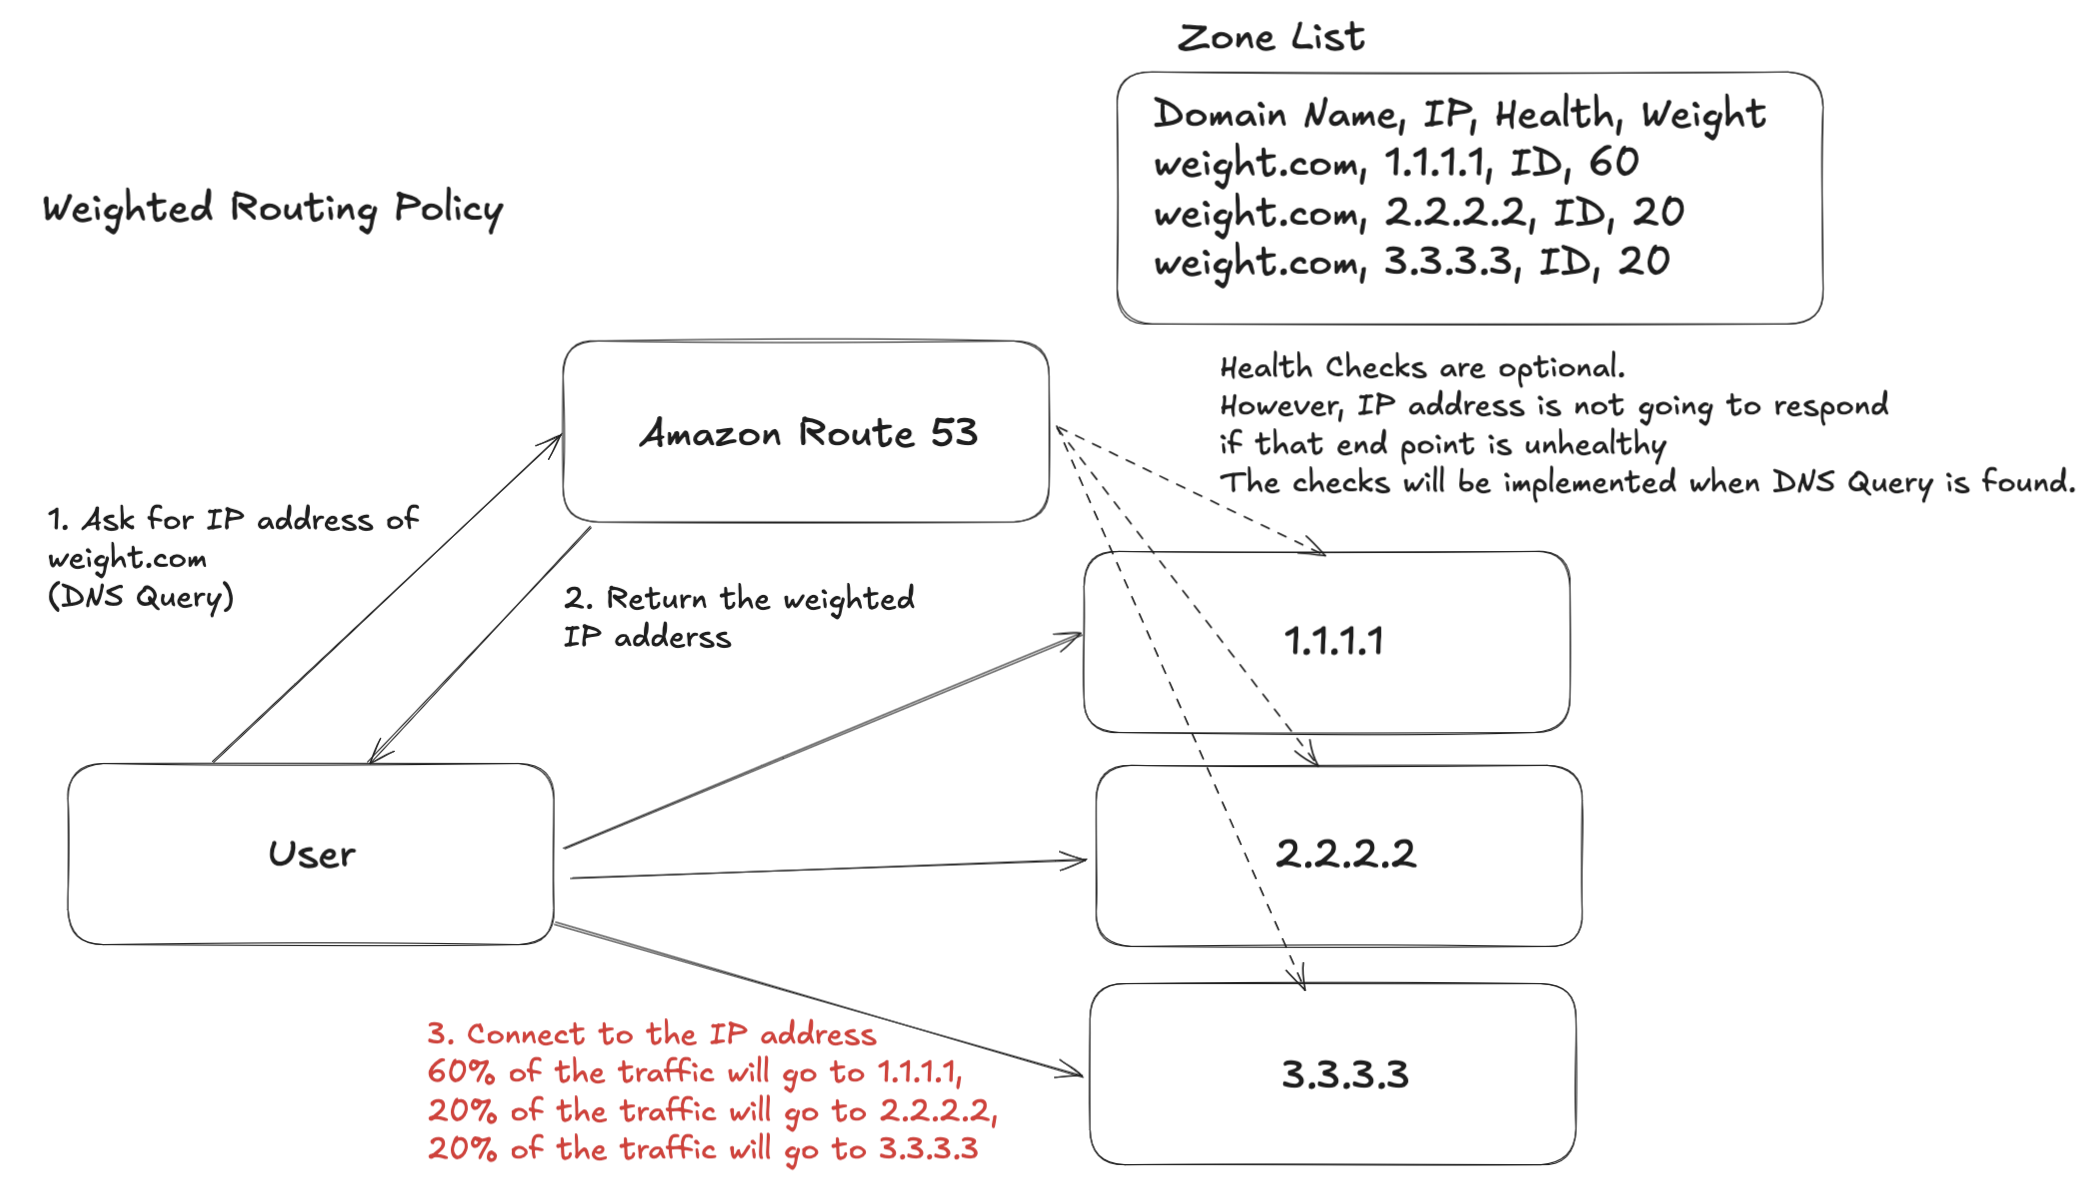 Zone List
Domain Name, IP, Health, Weight
weight.com, 1.1.1.1, ID, 60
weight.com, 2.2.2.2, ID, 20
weight.com, 3.3.3.3, ID, 20
Weighted Routing Policy
Health Checks are optional.
However, IP address is not going to respond
if that end point is unhealthy
The checks will be implemented when DNS Query is found.
Amazon Route 53
1. Ask for IP address of
weight.com
(DNS Query)
2. Return the weighted
IP adderss
1.1.1.1
User
2.2.2.2
3. Connect to the IP address
60% of the traffic will go to 1.1.1.1,
20% of the traffic will go to 2.2.2.2,
20% of the traffic will go to 3.3.3.3
3.3.3.3